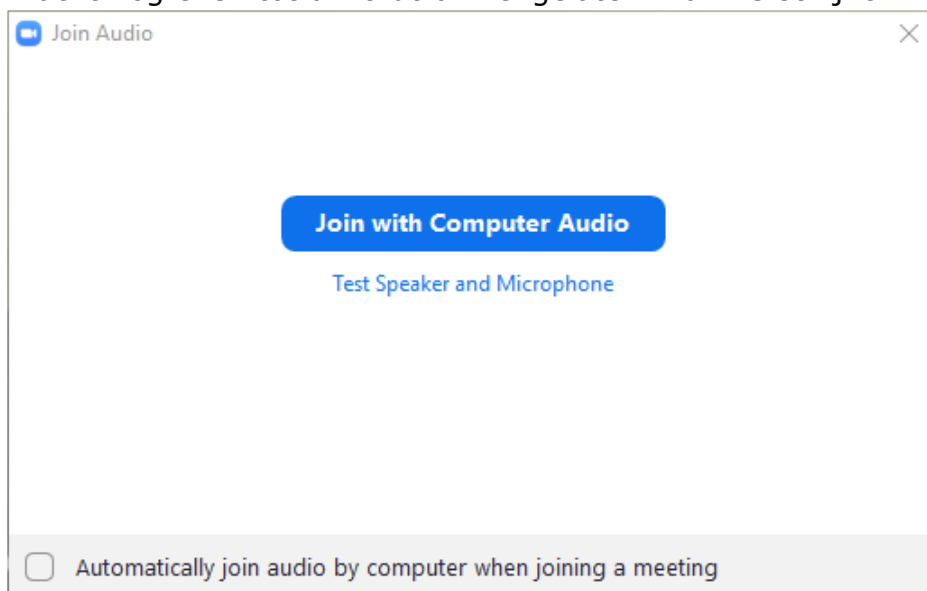 Join Audio
Join with Computer Audio
Test Speaker and Microphone
Automatically join audio by computer when joining a meeting